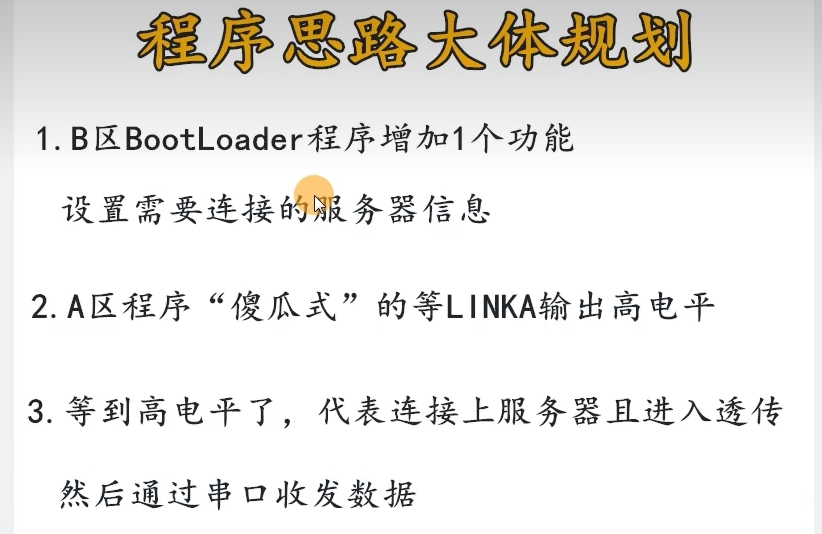 程序思路大体规划
1. B区BootLoader程序增加1个功能
设置需要连接的服务器信息
2. A区程序“傻瓜式”的等LINKA输出高电平
3. 等到高电平了，代表连接上服务器且进入透传
然后通过串口收发数据